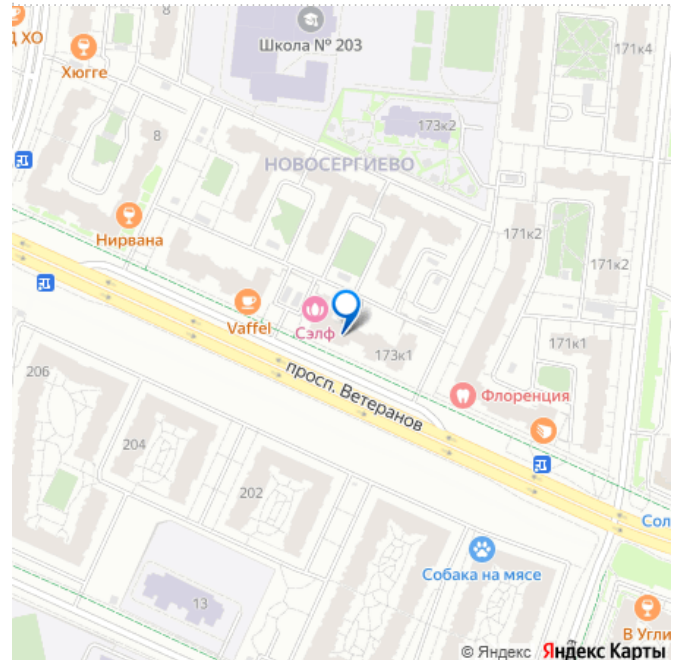 Д ХО
8
Школа № 203
171к4
Хюгге
8
173к2
НОВОСЕРГИЕВО
Нирвана
171к2
171к2
Vaffel
Сэлф
173к1
171к1
просп. Ветеранов
Флоренция
206
204
202
Сол
Собака на мясе
13
В Угли
© Яндекс Яндекс Карты